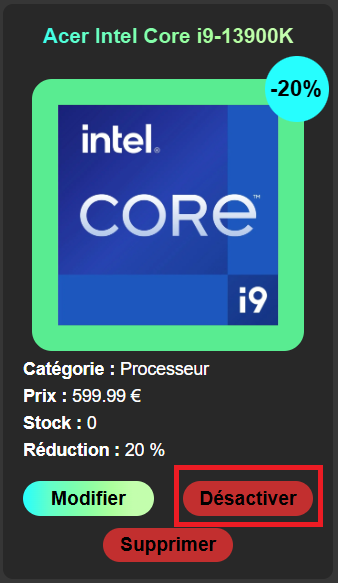 Acer Intel Core i9-13900K
-20%
intel.
CORE™
i9
Catégorie : Processeur
Prix : 599.99 €
Stock : 0
Réduction : 20 %
Modifier
Désactiver
Supprimer